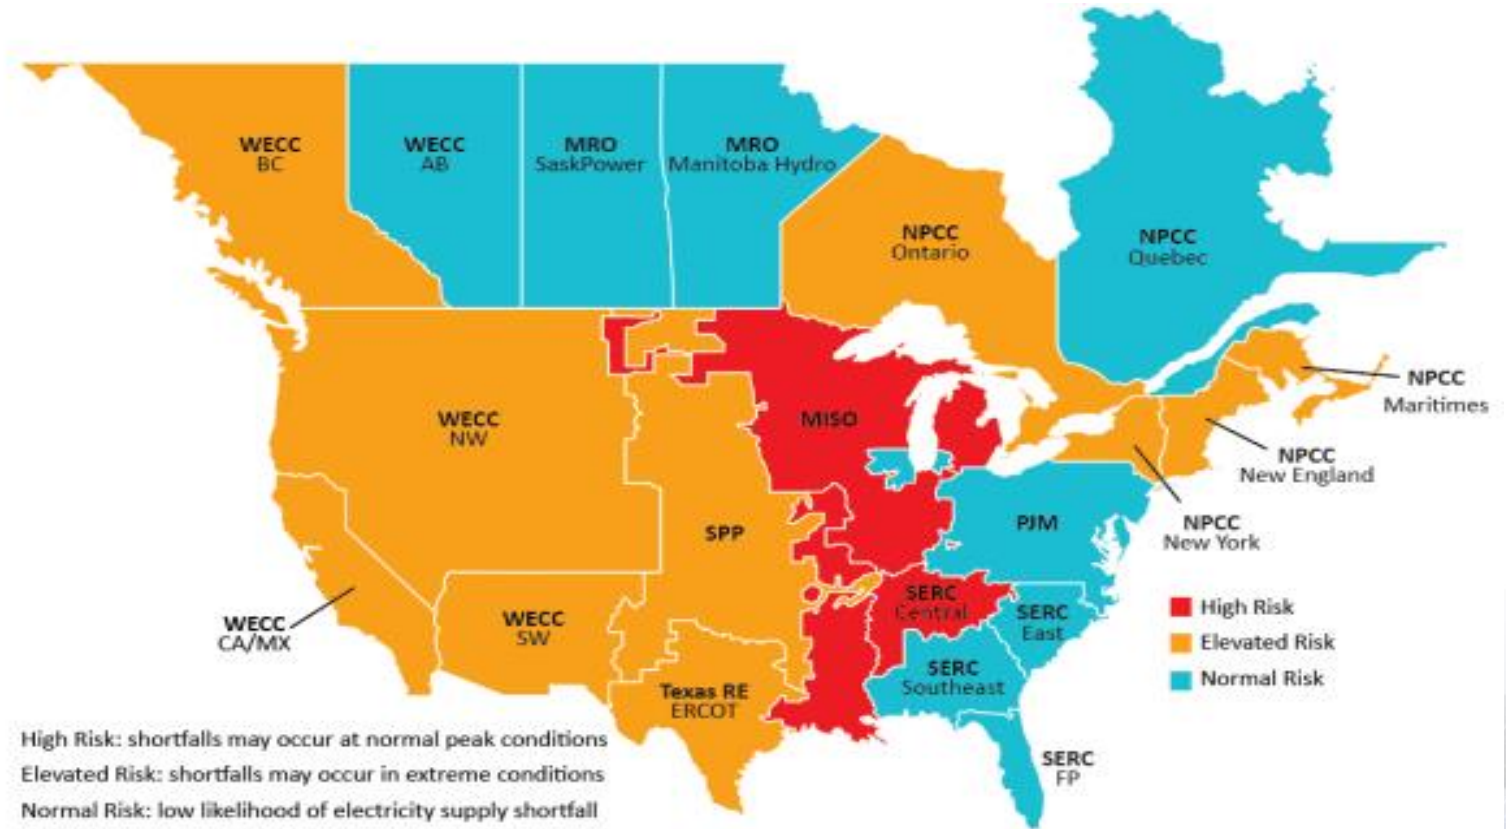 WECC
BC
WECC
AB
MRO
SaskPower
MRO
Manitoba Hydro
NPCC
Ontario
NPCC
Quebec
NPCC
Maritimes
WECC
NW
MISO
NPCC
New England
SPP
PJM
NPCC
New York
WECC
CA/MX
WECC
SW
SERC
Central
SERC
East
SERC
Southeast
Texas RE
ERCOT
SERC
FP
High Risk
Elevated Risk
Normal Risk
High Risk: shortfalls may occur at normal peak conditions
Elevated Risk: shortfalls may occur in extreme conditions
Normal Risk: low likelihood of electricity supply shortfall